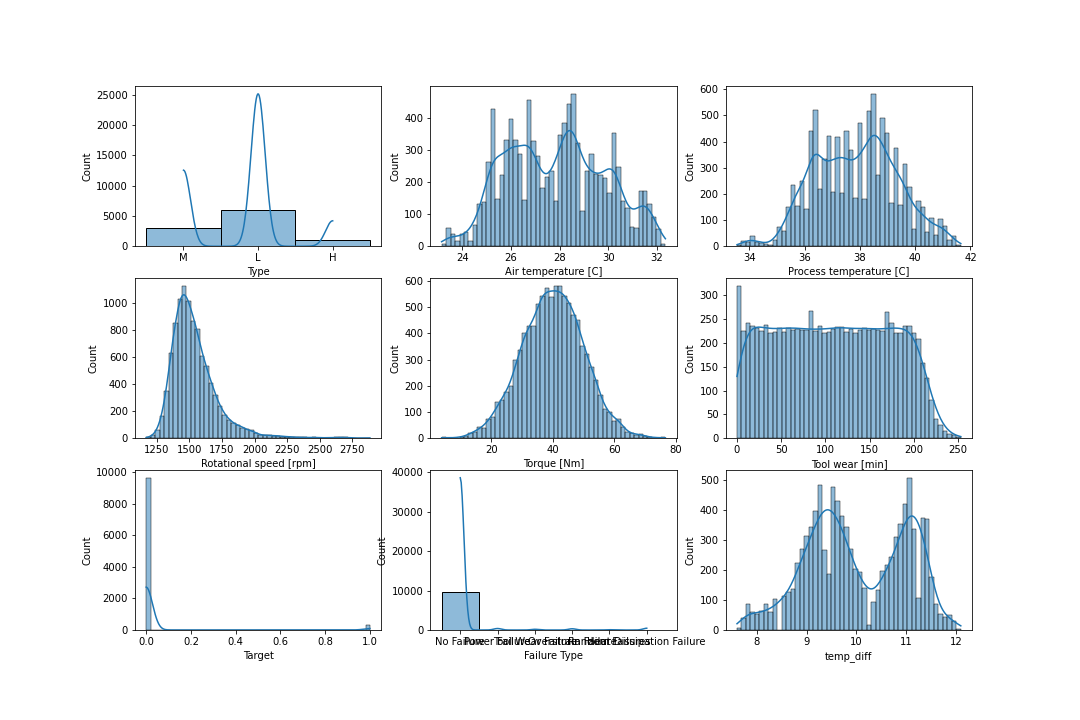 25000
20000
15000
10000
5000
0
Count
M L H
Type
400
300
200
100
0
Count
24 26 28 30 32
Air temperature [C]
600
500
400
300
200
100
0
Count
34 36 38 40 42
Process temperature [C]
1000
800
600
400
200
0
Count
1250 1500 1750 2000 2250 2500 2750
Rotational speed [rpm]
600
500
400
300
200
100
0
Count
20 40 60 80
Torque [Nm]
300
250
200
150
100
50
0
Count
0 50 100 150 200 250
Tool wear [min]
10000
8000
6000
4000
2000
0
Count
0.0 0.2 0.4 0.6 0.8 1.0
Target
40000
30000
20000
10000
0
Count
No Failure Dissipation Failure
Failure Type
500
400
300
200
100
0
Count
8 9 10 11 12
temp_diff